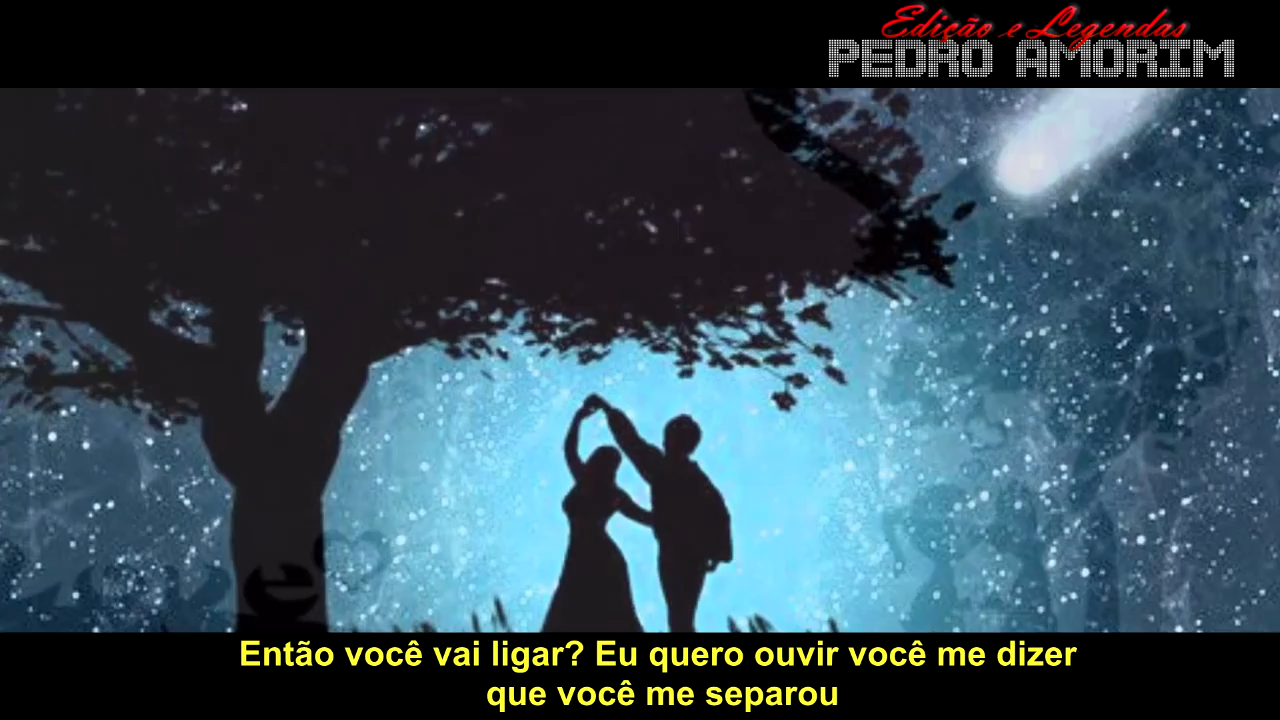 Edição e Legendas
PEDRO AMORIM
Então você vai ligar? Eu quero ouvir você me dizer
que você me separou